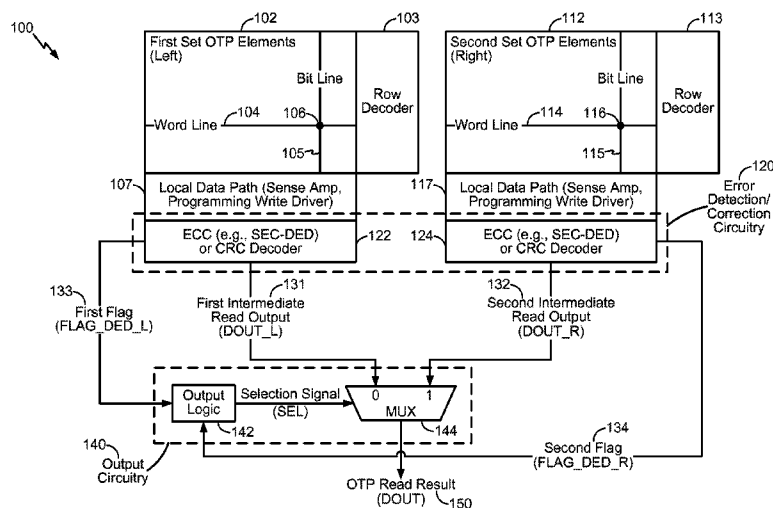 100
102
103
112
113
First Set OTP Elements
(Left)
Bit Line
Row
Decoder
Word Line
104
106
105
Second Set OTP Elements
(Right)
Bit Line
Row
Decoder
Word Line
114
116
115
107
Local Data Path (Sense Amp,
Programming Write Driver)
117
Local Data Path (Sense Amp,
Programming Write Driver)
120
Error
Detection/
Correction
Circuitry
ECC (e.g., SEC-DED)
or CRC Decoder
122
124
ECC (e.g., SEC-DED)
or CRC Decoder
133
First Flag
(FLAG_DED_L)
131
First Intermediate
Read Output
(DOUT_L)
132
Second Intermediate
Read Output
(DOUT_R)
Output
Logic
142
Selection Signal
(SEL)
0
1
MUX
144
140
Output
Circuitry
134
Second Flag
(FLAG_DED_R)
OTP Read Result
(DOUT)
150